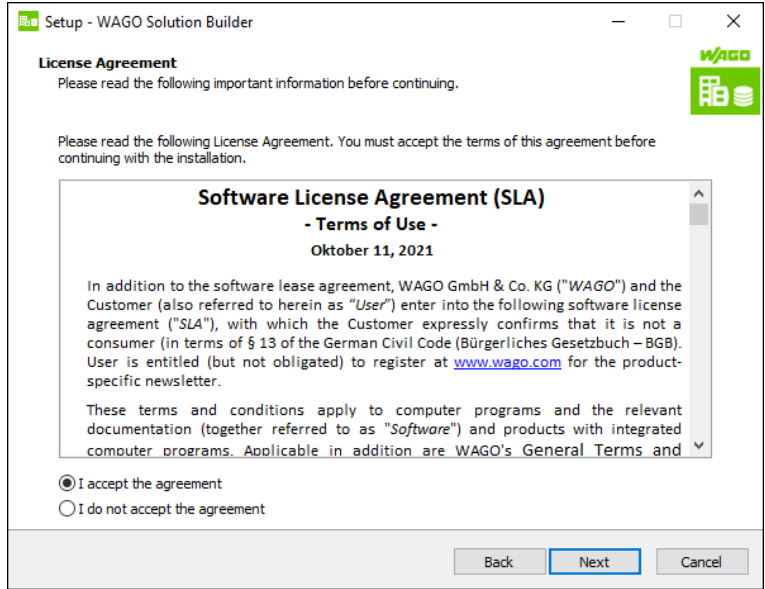 Setup - WAGO Solution Builder
License Agreement
Please read the following important information before continuing.
WAGO
Please read the following License Agreement. You must accept the terms of this agreement before
continuing with the installation.
Software License Agreement (SLA)
- Terms of Use -
Oktober 11, 2021
In addition to the software lease agreement, WAGO GmbH & Co. KG ("WAGO") and the
Customer (also referred to herein as “User”) enter into the following software license
agreement ("SLA"), with which the Customer expressly confirms that it is not a
consumer (in terms of § 13 of the German Civil Code (Bürgerliches Gesetzbuch – BGB).
User is entitled (but not obligated) to register at www.wago.com for the product-
specific newsletter.
These terms and conditions apply to computer programs and the relevant
documentation (together referred to as "Software") and products with integrated
computer programs. Applicable in addition are WAGO's General Terms and
I accept the agreement
I do not accept the agreement
Back
Next
Cancel